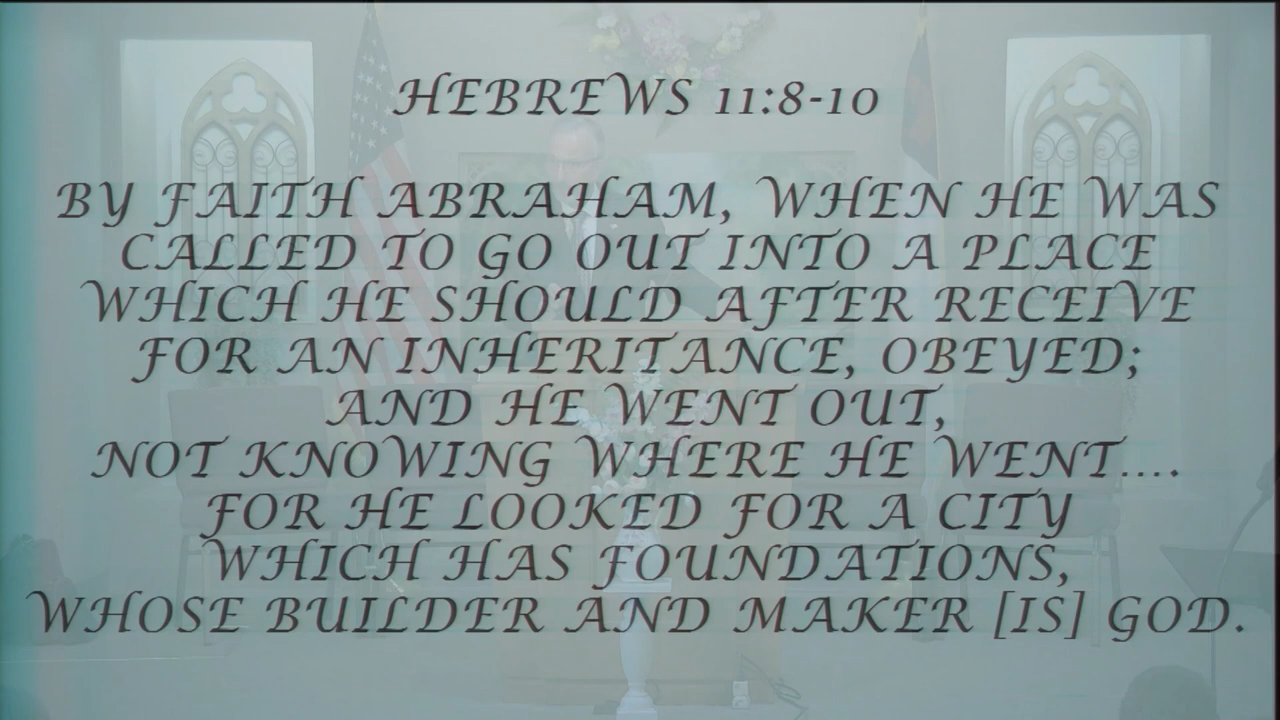 HEBREWS 11:8-10
BY FAITH ABRAHAM, WHEN HE WAS
CALLED TO GO OUT INTO A PLACE
WHICH HE SHOULD AFTER RECEIVE
FOR AN INHERITANCE, OBEYED;
AND HE WENT OUT,
NOT KNOWING WHERE HE WENT....
FOR HE LOOKED FOR A CITY
WHICH HAS FOUNDATIONS,
WHOSE BUILDER AND MAKER [IS] GOD.